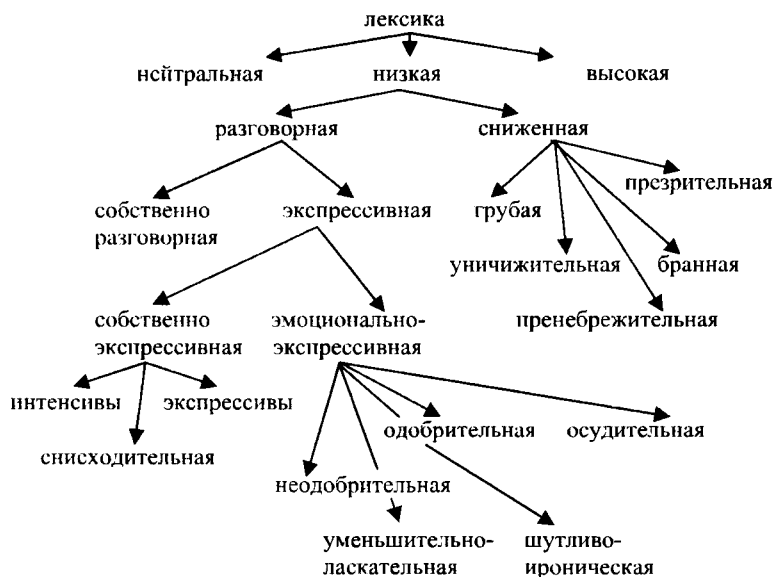 лексика
нейтральная низкая высокая
разговорная сниженная
презрительная
собственно экспрессивная грубая
разговорная
уничижительная бранная
собственно эмоционально- пренебрежительная
экспрессивная экспрессивная
интенсивы экспрессивы
одобрительная осудительная
снисходительная
неодобрительная
уменьшительно- шутливо-
ласкательная ироническая